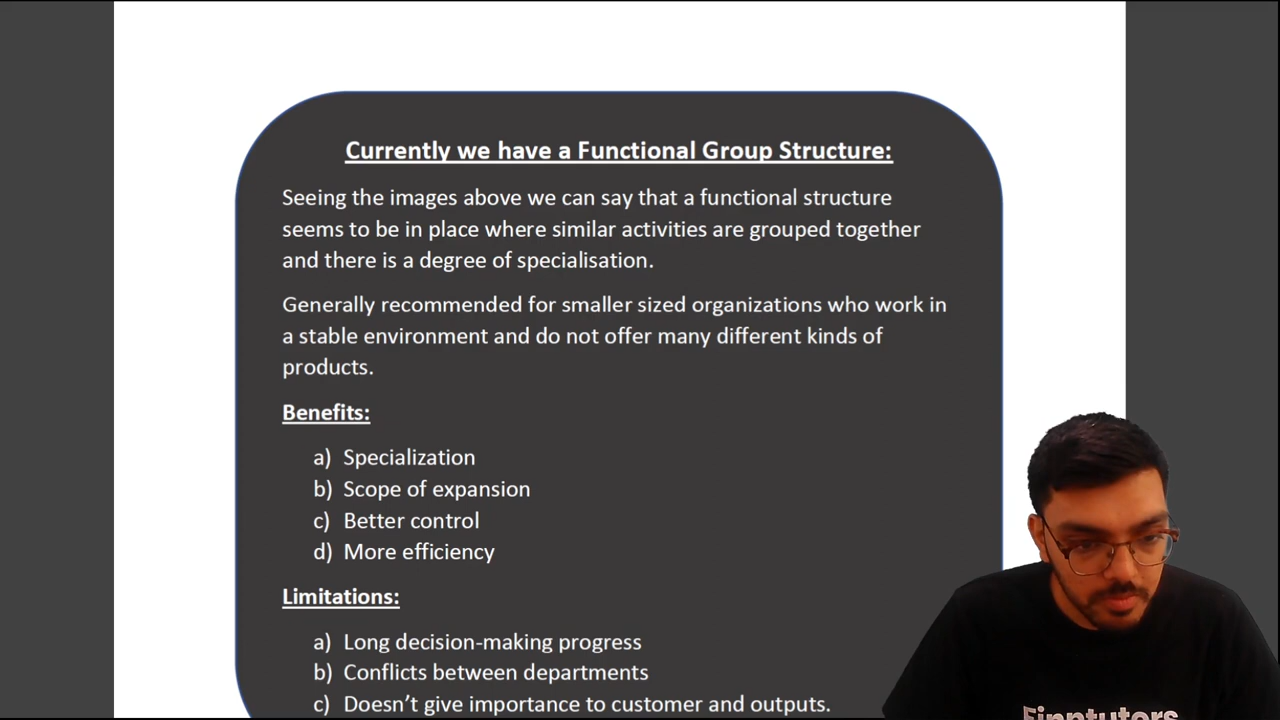 Currently we have a Functional Group Structure:
Seeing the images above we can say that a functional structure
seems to be in place where similar activities are grouped together
and there is a degree of specialisation.
Generally recommended for smaller sized organizations who work in
a stable environment and do not offer many different kinds of
products.
Benefits:
a) Specialization
b) Scope of expansion
c) Better control
d) More efficiency
Limitations:
a) Long decision-making progress
b) Conflicts between departments
c) Doesn't give importance to customer and outputs.